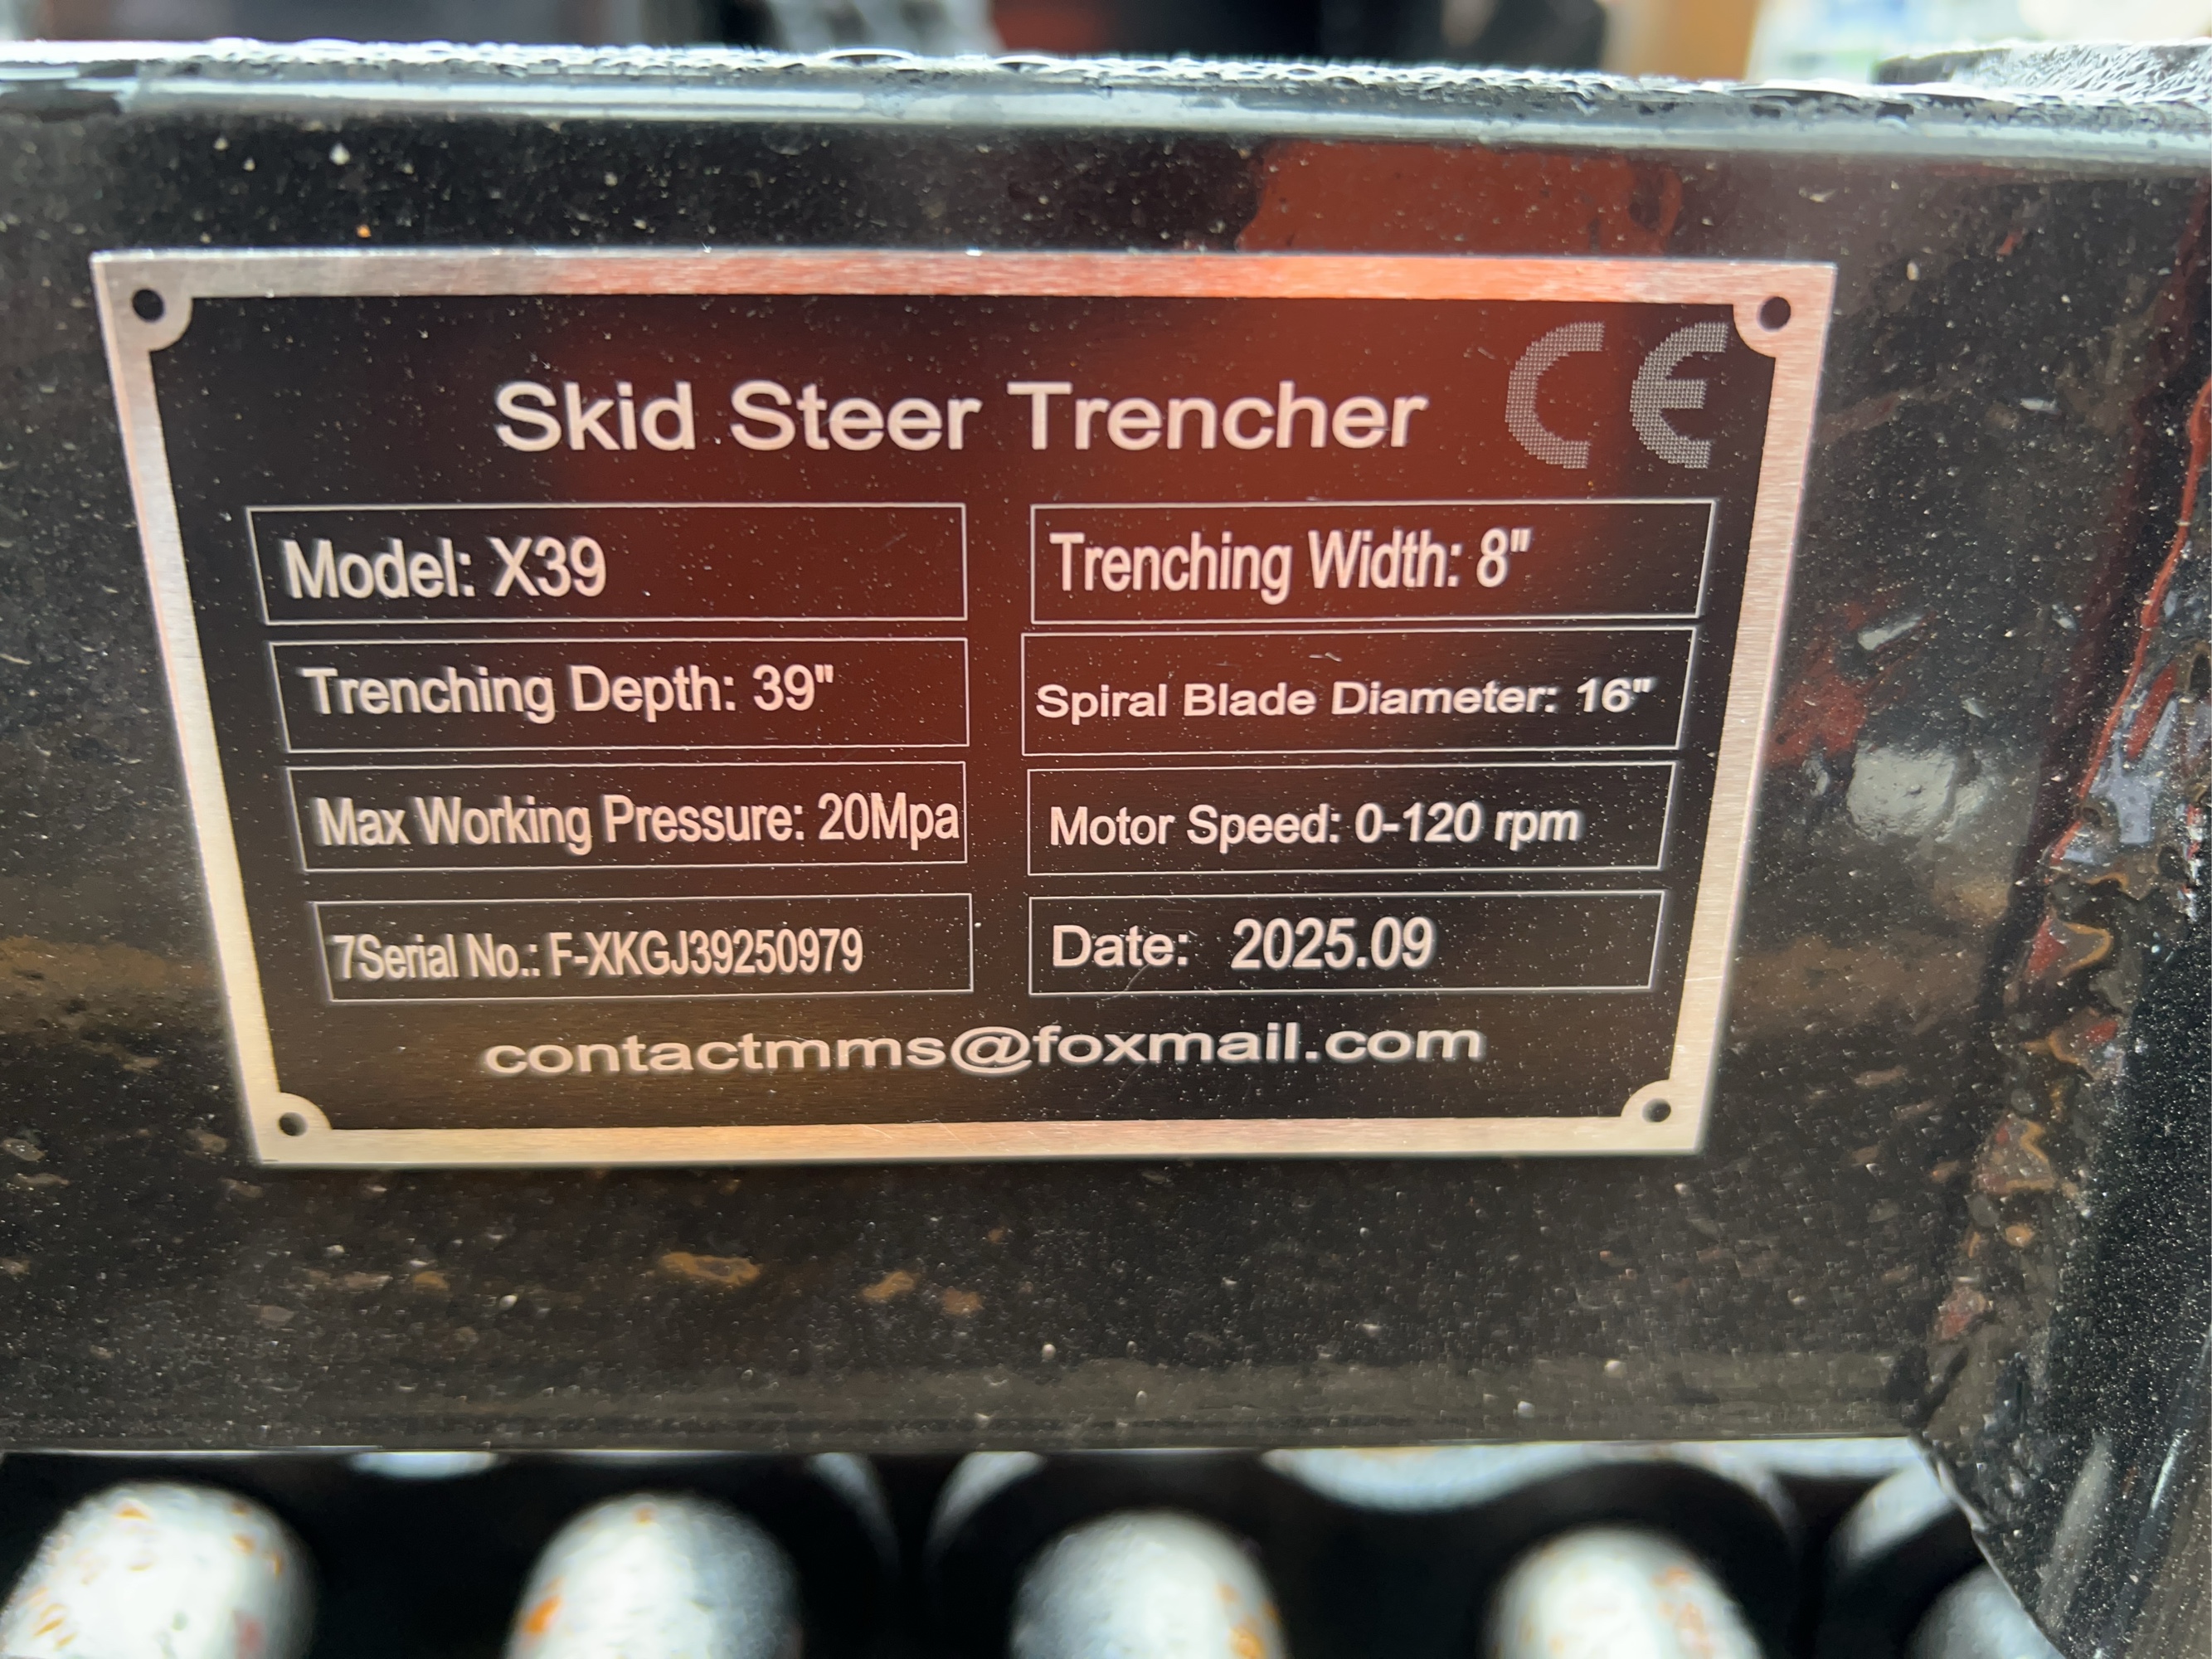 CE
Skid Steer Trencher
Model: X39
Trenching Width: 8"
Trenching Depth: 39"
Spiral Blade Diameter: 16"
Max Working Pressure: 20Mpa
Motor Speed: 0-120 rpm
7Serial No.: F-XKGJ39250979
Date: 2025.09
contactmms@foxmail.com